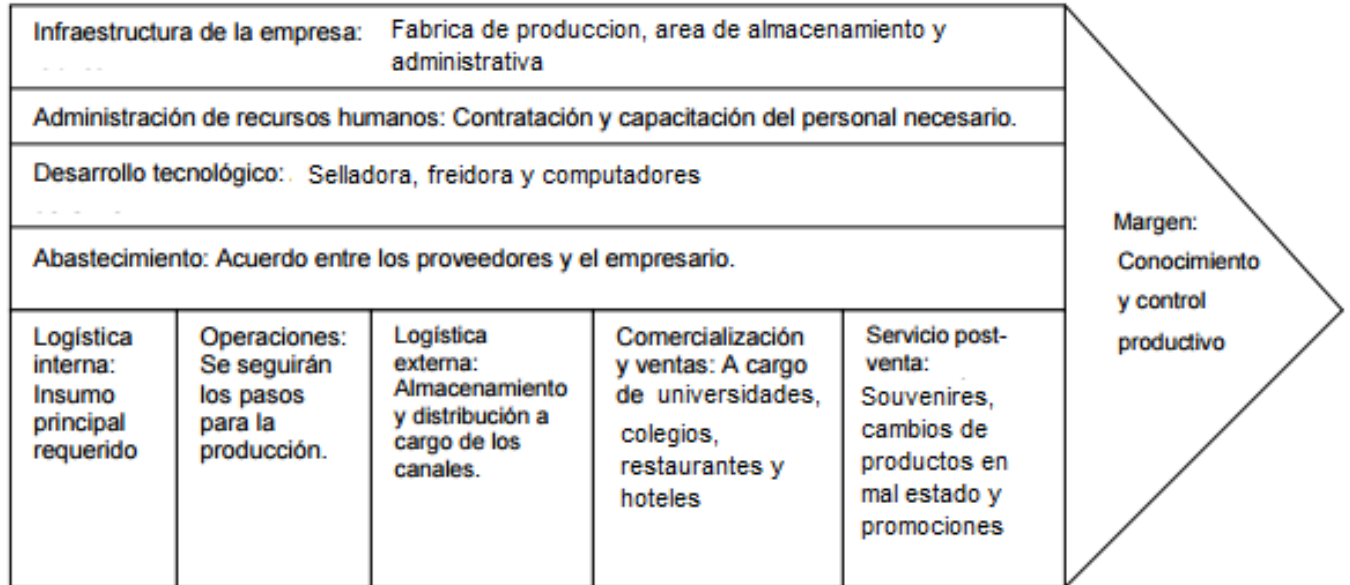 Infraestructura de la empresa: Fabrica de produccion, area de almacenamiento y
administrativa
Administración de recursos humanos: Contratación y capacitación del personal necesario.
Desarrollo tecnológico: Selladora, freidora y computadores
Abastecimiento: Acuerdo entre los proveedores y el empresario.
Logística
interna:
Insumo
principal
requerido
Operaciones:
Se seguirán
los pasos
para la
producción.
Logística
externa:
Almacenamiento
y distribución a
cargo de los
canales.
Comercialización
y ventas: A cargo
de universidades,
colegios,
restaurantes y
hoteles
Servicio post-
venta:
Souvenires,
cambios de
productos en
mal estado y
promociones
Margen:
Conocimiento
y control
productivo